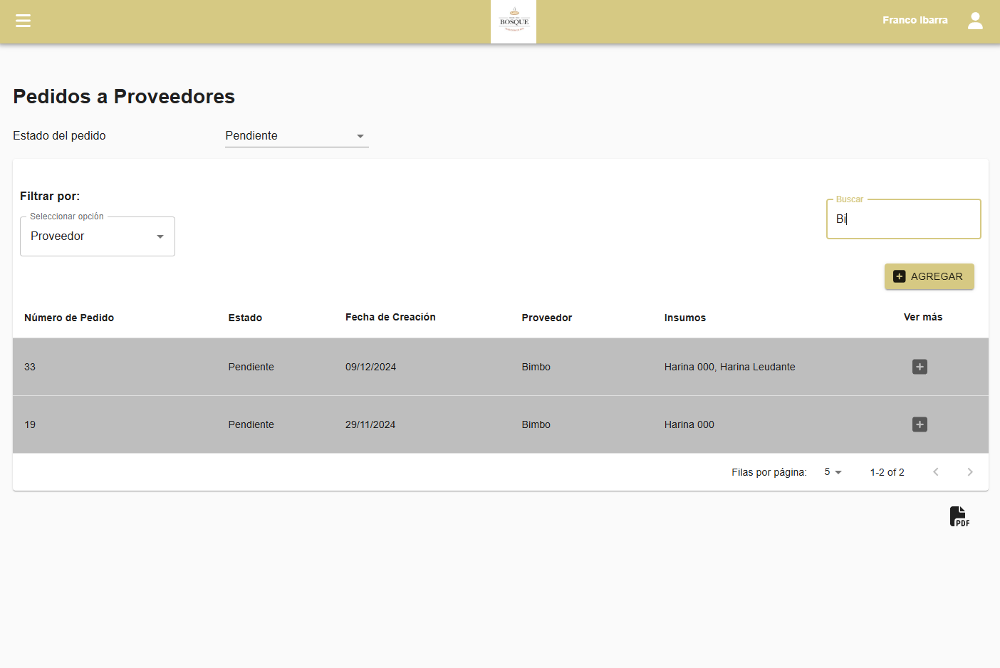 BOSQUE
Franco Ibarra
Pedidos a Proveedores
Estado del pedido
Pendiente
Filtrar por:
Seleccionar opción
Proveedor
Buscar
Bi
AGREGAR
Número de Pedido Estado Fecha de Creación Proveedor Insumos Ver más
33 Pendiente 09/12/2024 Bimbo Harina 000, Harina Leudante
19 Pendiente 29/11/2024 Bimbo Harina 000
Filas por página: 5 1-2 of 2
PDF